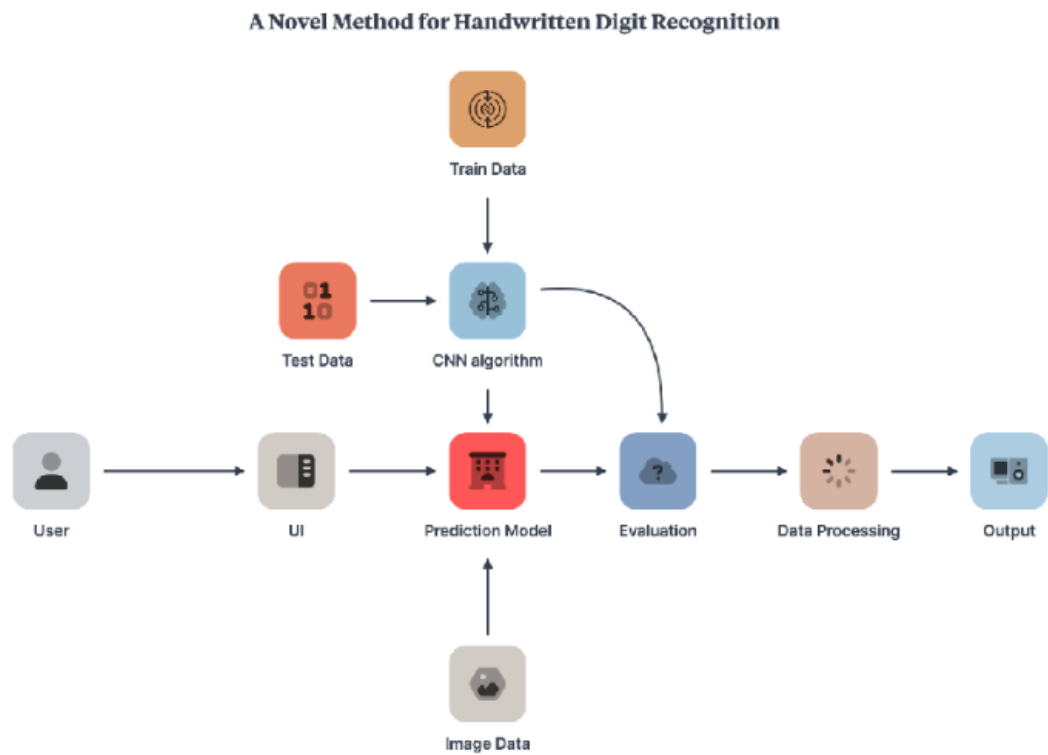 A Novel Method for Handwritten Digit Recognition
Train Data
01
10
Test Data
CNN algorithm
?
User
UI
Prediction Model
Evaluation
Data Processing
Output
Image Data